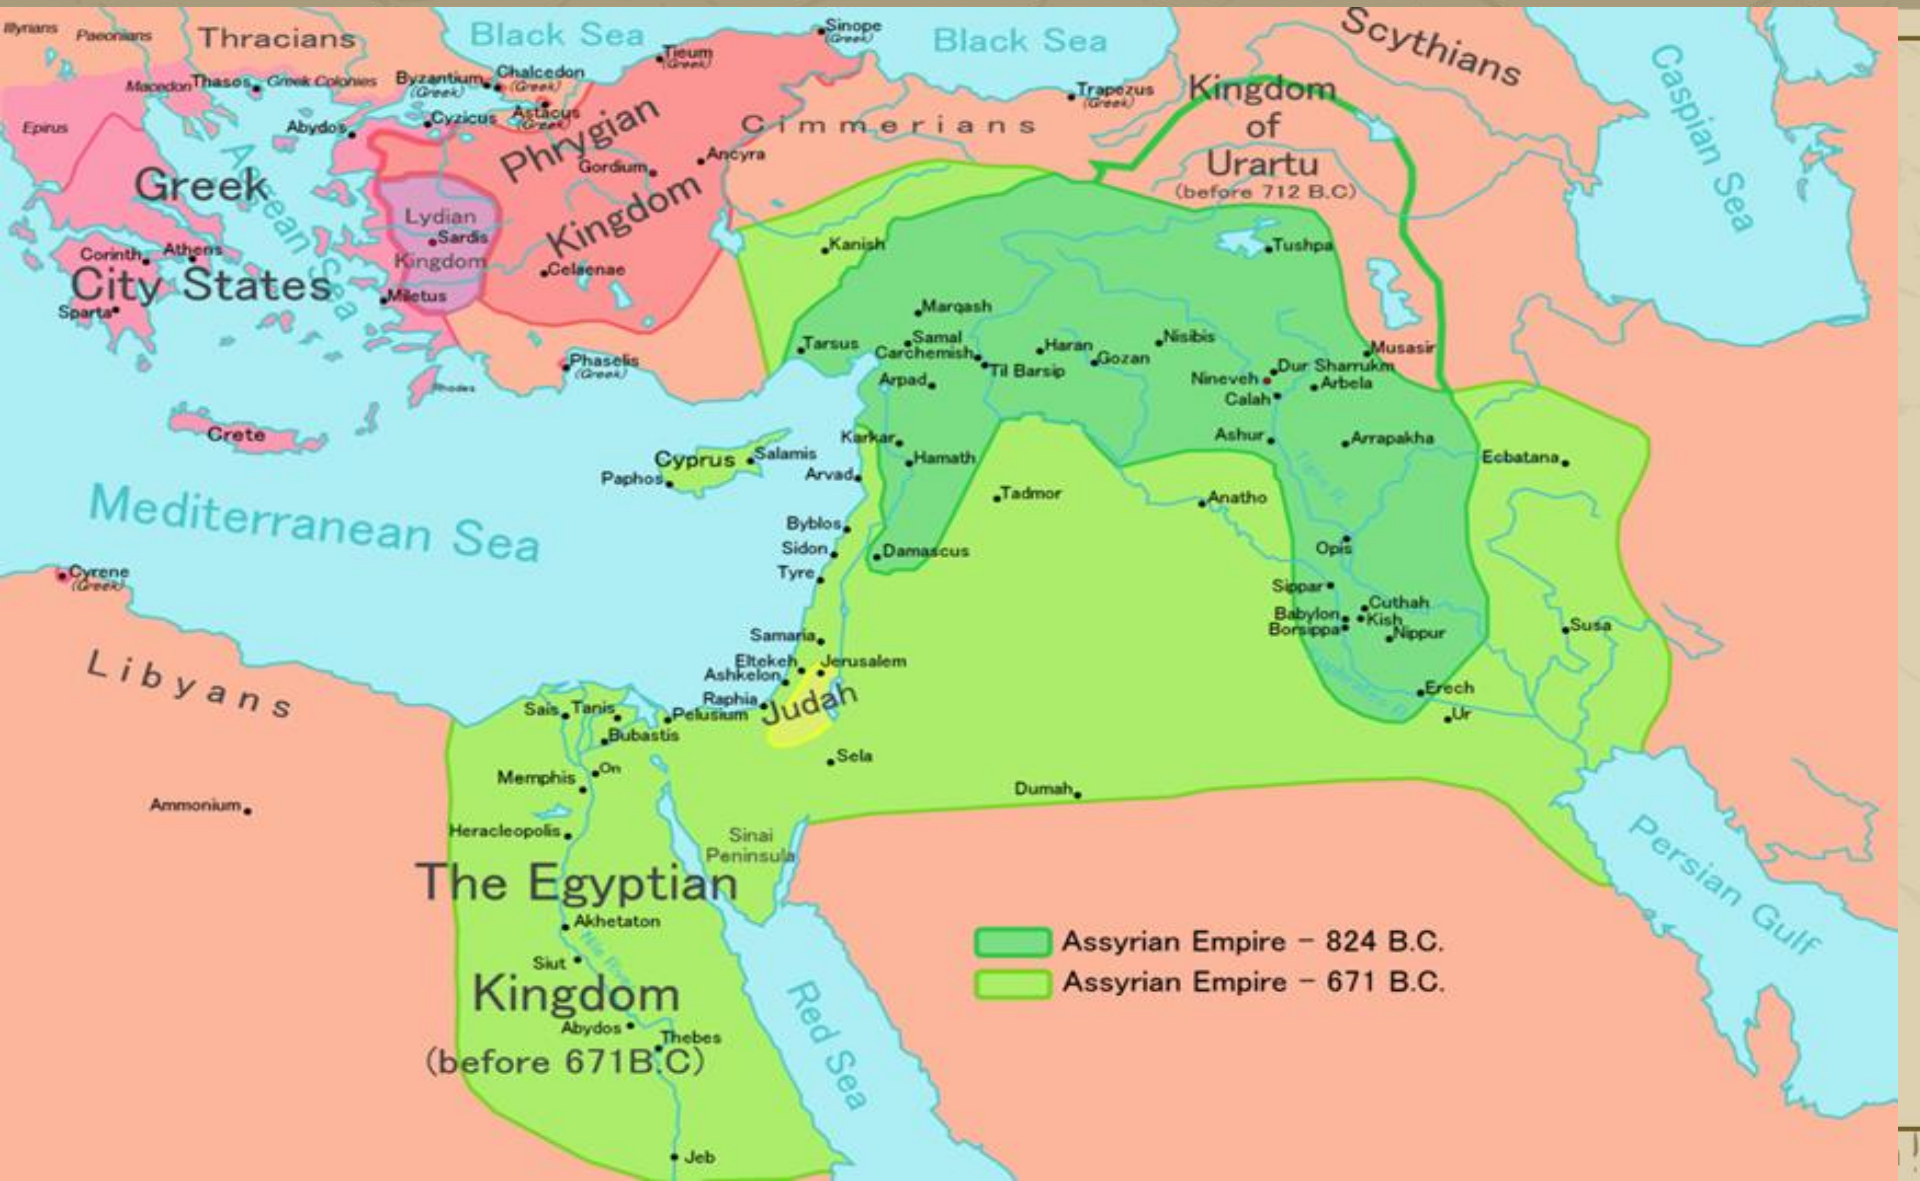 Illyrians
Paeonians
Thracians
Black Sea
Tieum
(Greek)
Sinope
(Greek)
Black Sea
Scythians
Caspian Sea
Macedon
Thasos
Greek Colonies
Byzantium
(Greek)
Chalcedon
(Greek)
Astacus
(Greek)
Cyzicus
Abydos
Epirus
Phrygian
Kingdom
Gordium
Ancyra
Cimmerians
Trapezus
(Greek)
Kingdom
of
Urartu
(before 712 B.C)
Greek
City States
Aegean Sea
Corinth
Athens
Sparta
Lydian
Kingdom
Sardis
Miletus
Celaenae
Kanish
Tushpa
Phaselis
(Greek)
Rhodes
Crete
Tarsus
Marqash
Samal
Carchemish
Til Barsip
Arpad
Haran
Gozan
Nisibis
Musasir
Dur Sharrukin
Nineveh
Arbela
Calah
Ashur
Arrapakha
Ecbatana
Karkar
Hamath
Arvad
Cyprus
Salamis
Paphos
Mediterranean Sea
Tadmor
Anatho
Tigris R.
Byblos
Sidon
Damascus
Tyre
Opis
Sippar
Cuthah
Babylon
Kish
Borsippa
Nippur
Susa
Cyrene
(Greek)
Libyans
Samaria
Eltekeh
Jerusalem
Ashkelon
Raphia
Judah
Euphrates R.
Erech
Ur
Sais
Tanis
Pelusium
Bubastis
Sela
On
Memphis
Dumah
Ammonium
Heracleopolis
Sinai
Peninsula
Persian Gulf
The Egyptian
Kingdom
(before 671B.C)
Akhetaton
Nile River
Siut
Abydos
Thebes
Red Sea
Jeb
Assyrian Empire - 824 B.C.
Assyrian Empire - 671 B.C.